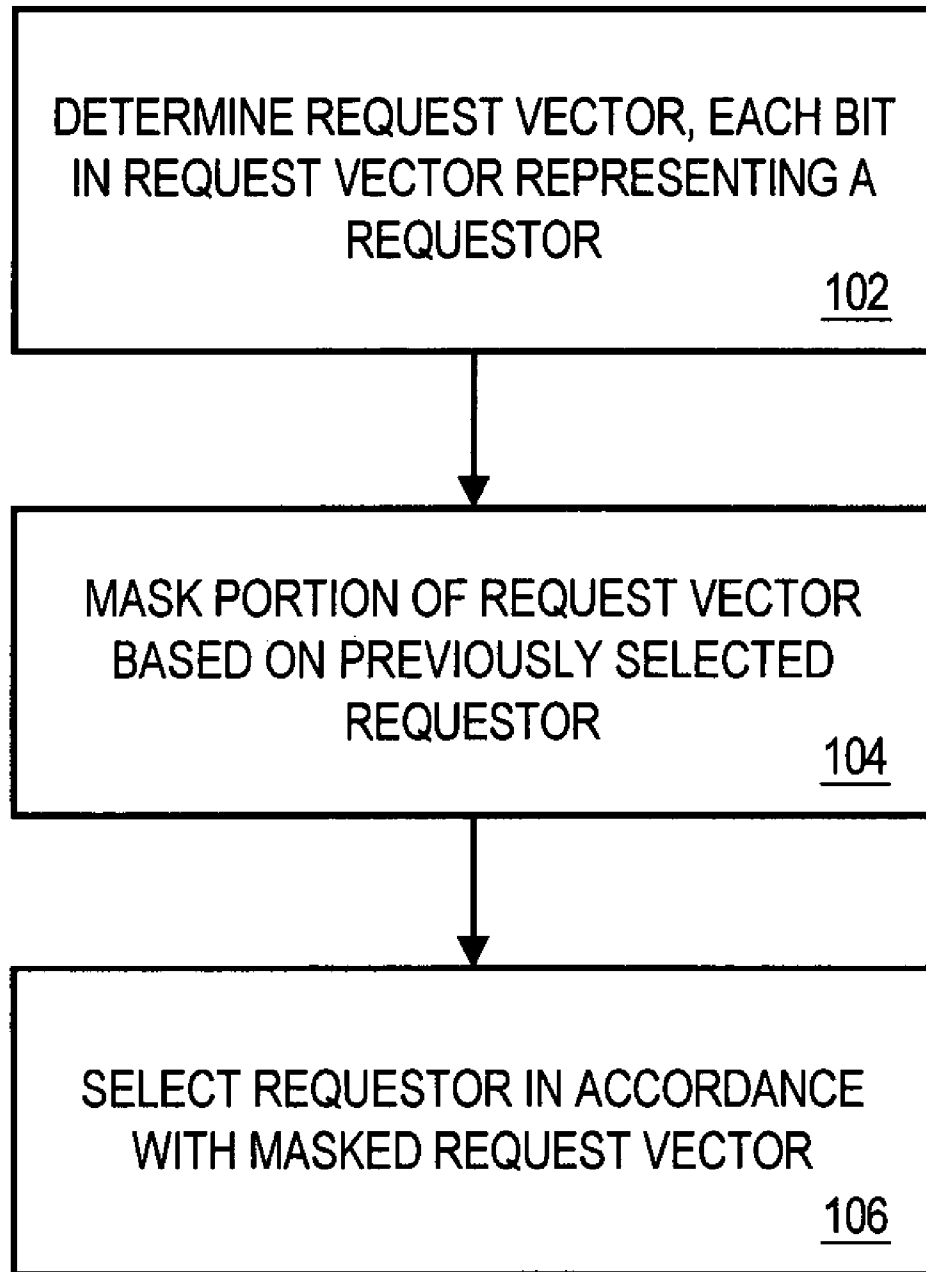 DETERMINE REQUEST VECTOR, EACH BIT
IN REQUEST VECTOR REPRESENTING A
REQUESTOR
102
MASK PORTION OF REQUEST VECTOR
BASED ON PREVIOUSLY SELECTED
REQUESTOR
104
SELECT REQUESTOR IN ACCORDANCE
WITH MASKED REQUEST VECTOR
106